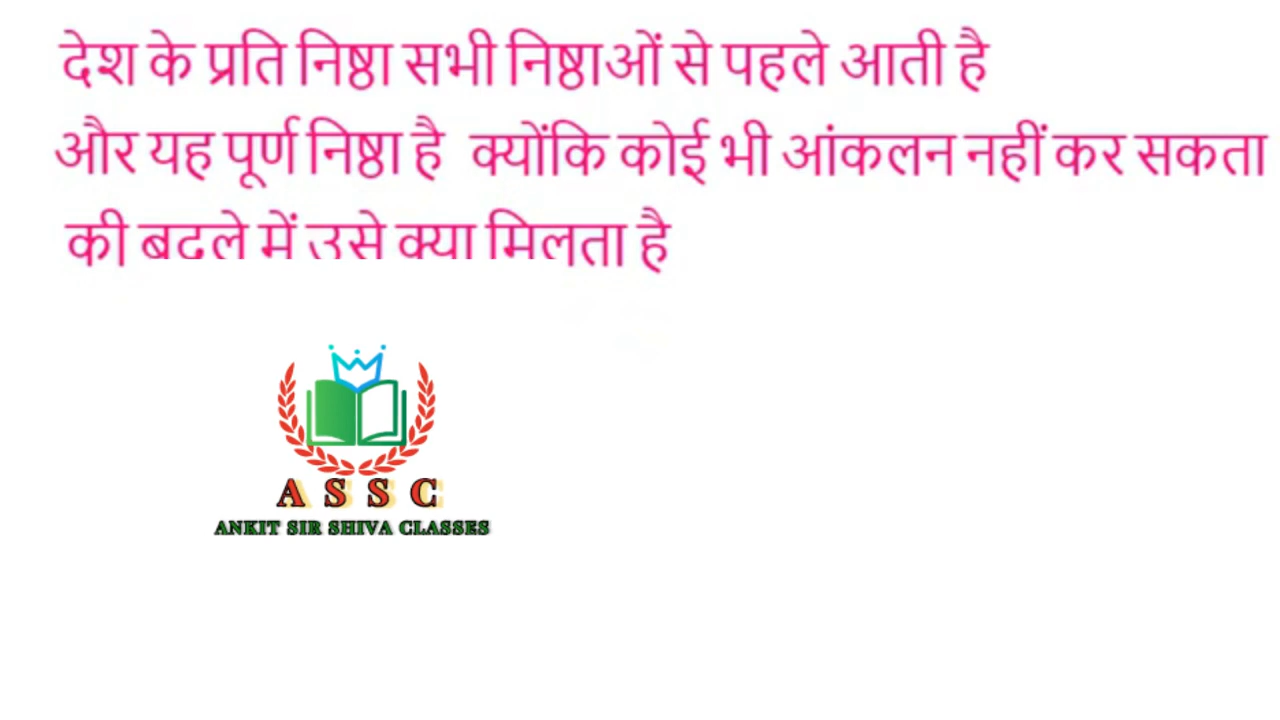 देश के प्रति निष्ठा सभी निष्ठाओं से पहले आती है
और यह पूर्ण निष्ठा है क्योंकि कोई भी आंकलन नहीं कर सकता
की बदले में उसे क्या मिलता है
A S S C
ANKIT SIR SHIVA CLASSES